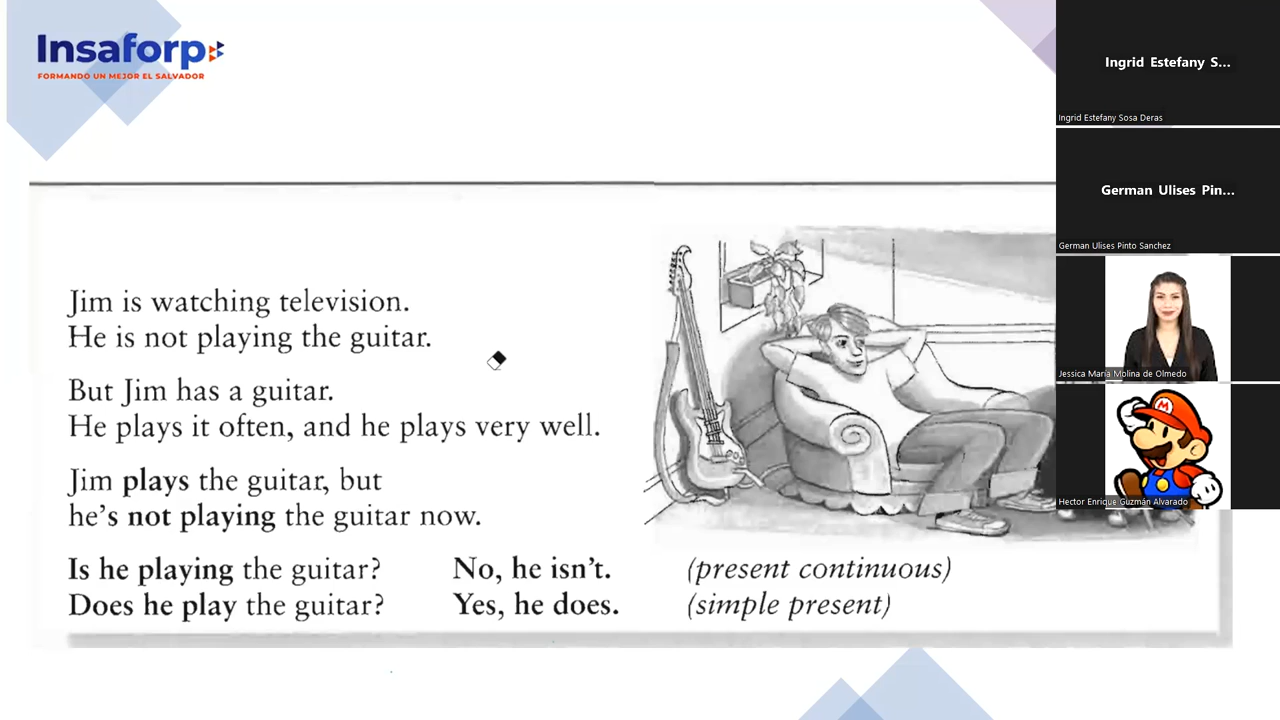 Insaforp
FORMANDO UN MEJOR EL SALVADOR
Jim is watching television.
He is not playing the guitar.
But Jim has a guitar.
He plays it often, and he plays very well.
Jim plays the guitar, but
he's not playing the guitar now.
Is he playing the guitar? No, he isn't. (present continuous)
Does he play the guitar? Yes, he does. (simple present)
Ingrid Estefany S...
Ingrid Estefany Sosa Deras
German Ulises Pin...
German Ulises Pinto Sanchez
Jessica María Molina de Olmedo
M
Hector Enrique Guzmán Alvarado